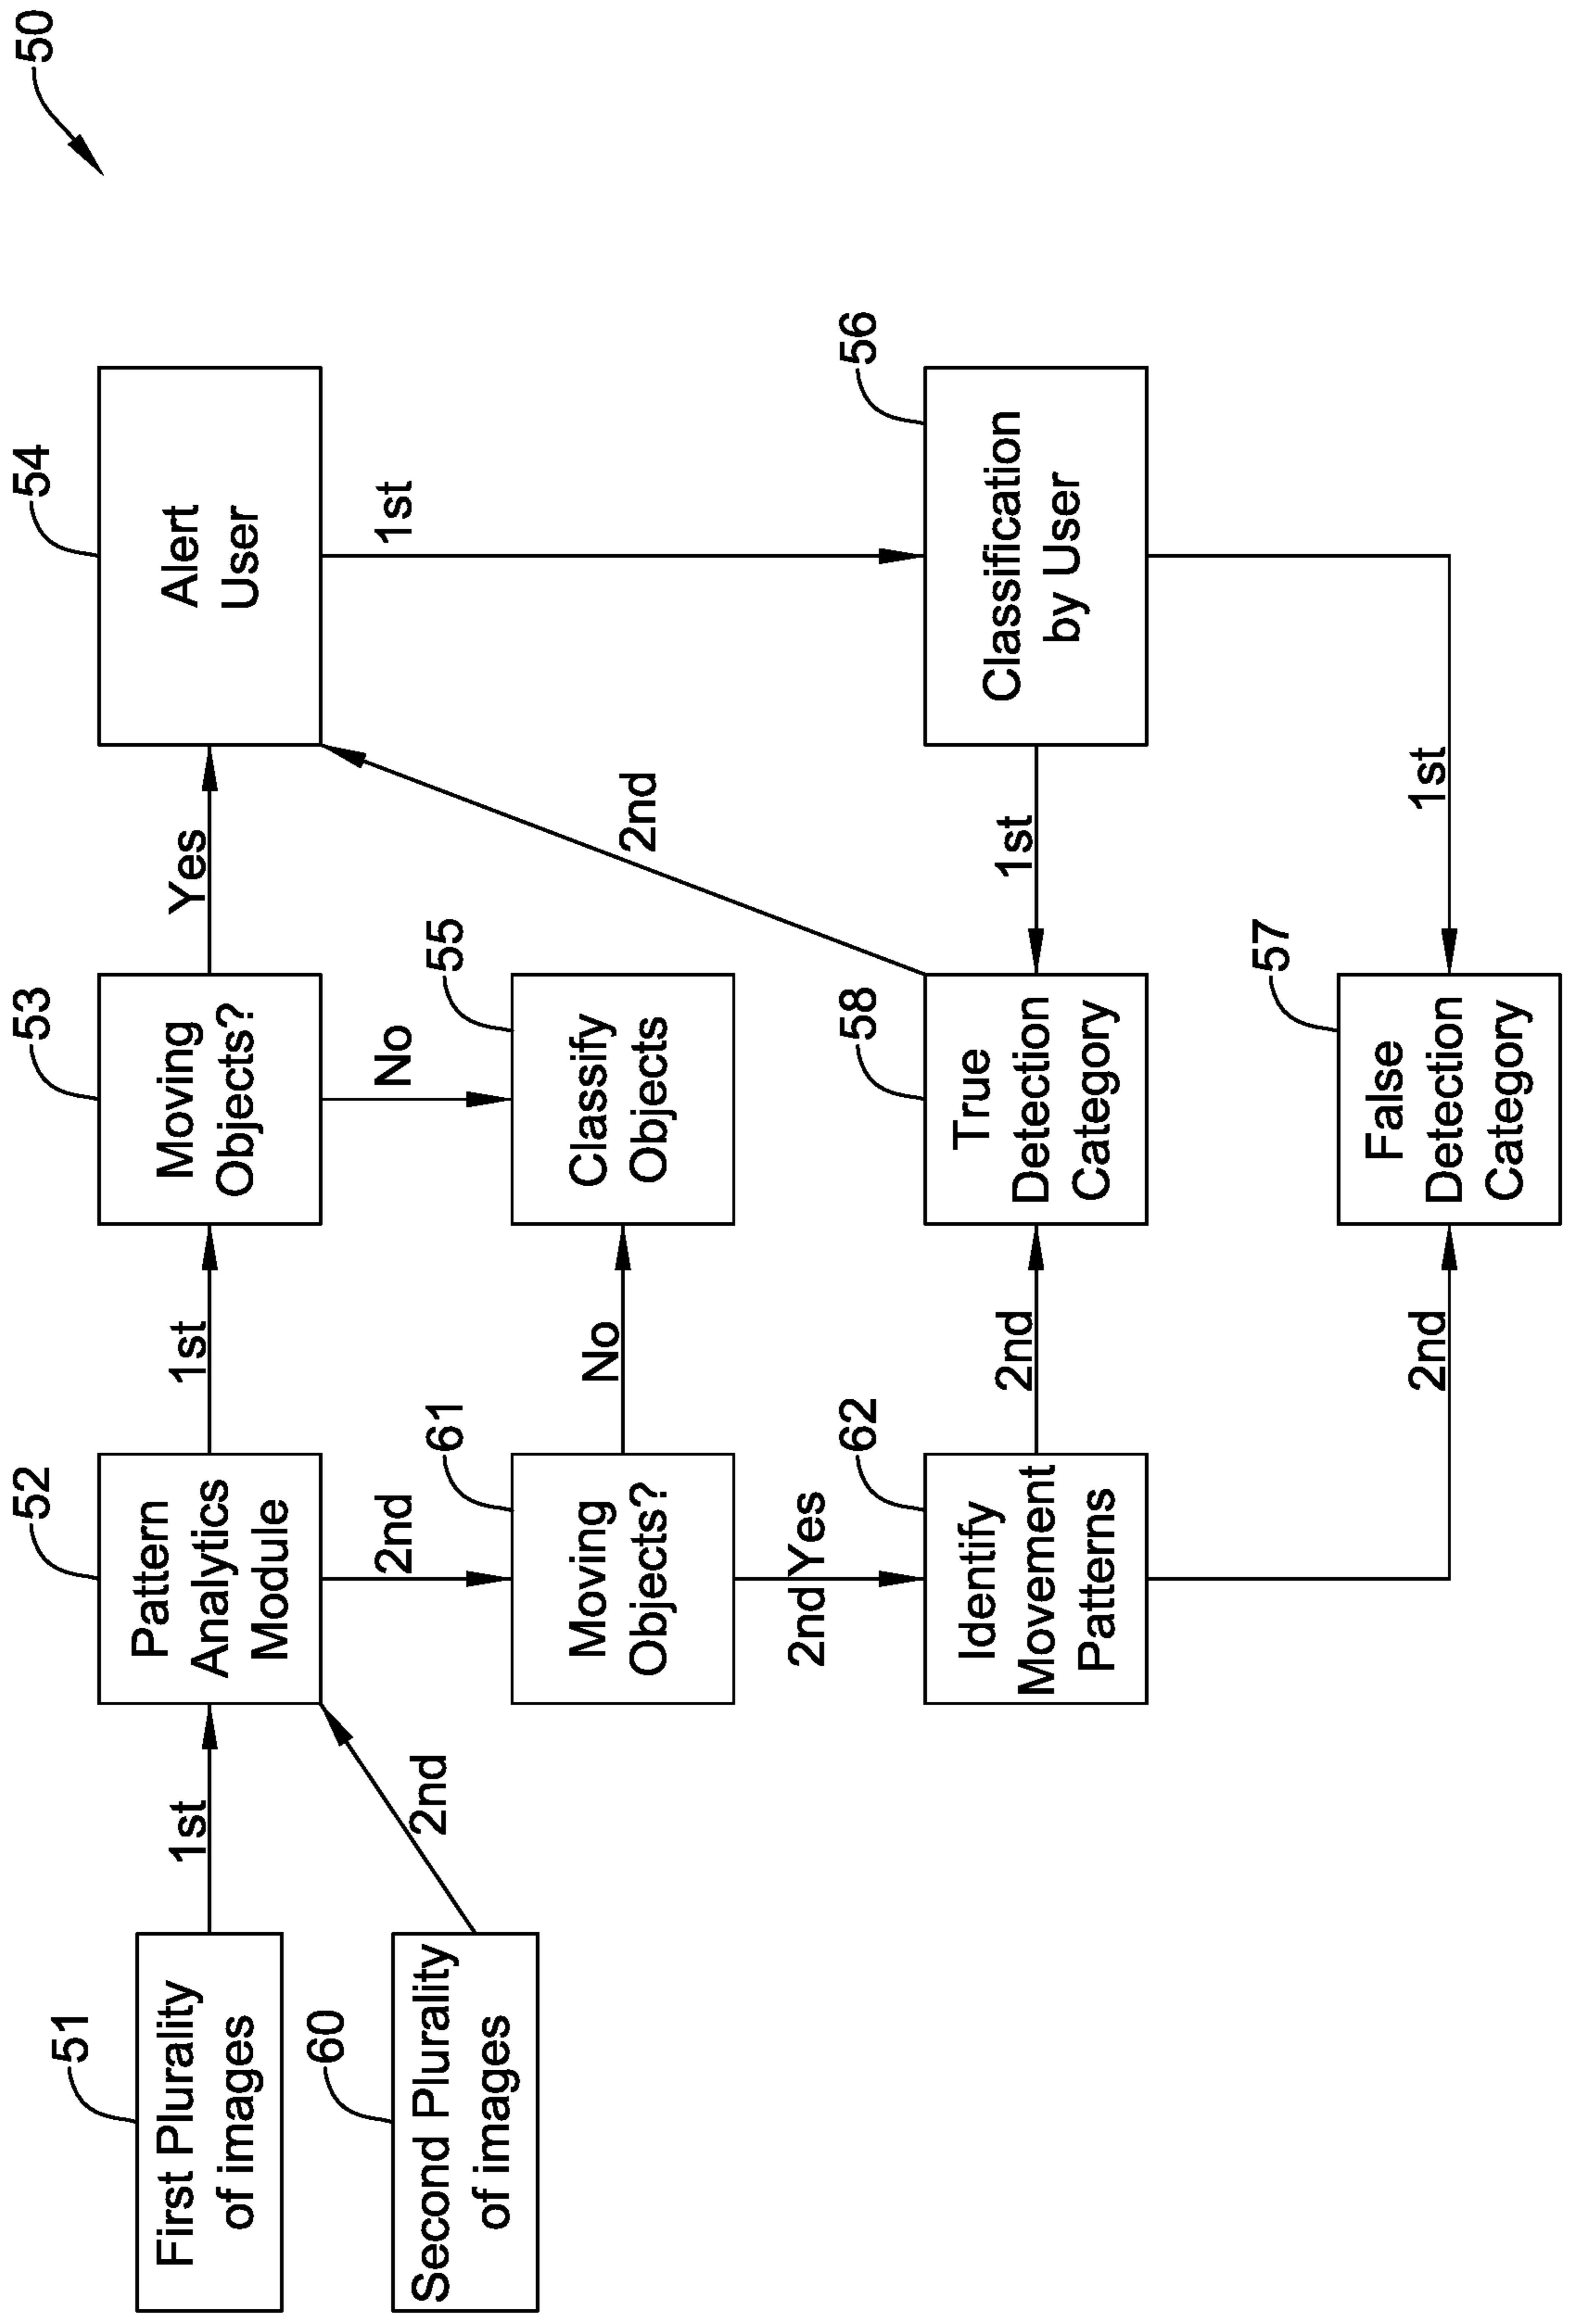 50
51
First Plurality
of images
1st
52
Pattern
Analytics
Module
1st
53
Moving
Objects?
Yes
54
Alert
User
60
Second Plurality
of images
2nd
2nd
No
1st
61
Moving
Objects?
No
55
Classify
Objects
2nd
2nd Yes
62
Identify
Movement
Patterns
2nd
58
True
Detection
Category
1st
56
Classification
by User
2nd
57
False
Detection
Category
1st